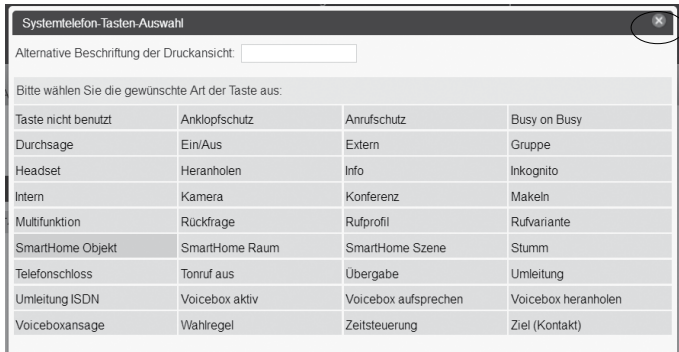 Systemtelefon-Tasten-Auswahl
Alternative Beschriftung der Druckansicht:
Bitte wählen Sie die gewünschte Art der Taste aus:
Taste nicht benutzt Anklopfschutz Anrufschutz Busy on Busy
Durchsage Ein/Aus Extern Gruppe
Headset Heranholen Info Inkognito
Intern Kamera Konferenz Makeln
Multifunktion Rückfrage Rufprofil Rufvariante
SmartHome Objekt SmartHome Raum SmartHome Szene Stumm
Telefonschloss Tonruf aus Übergabe Umleitung
Umleitung ISDN Voicebox aktiv Voicebox aufsprechen Voicebox heranholen
Voiceboxansage Wahlregel Zeitsteuerung Ziel (Kontakt)